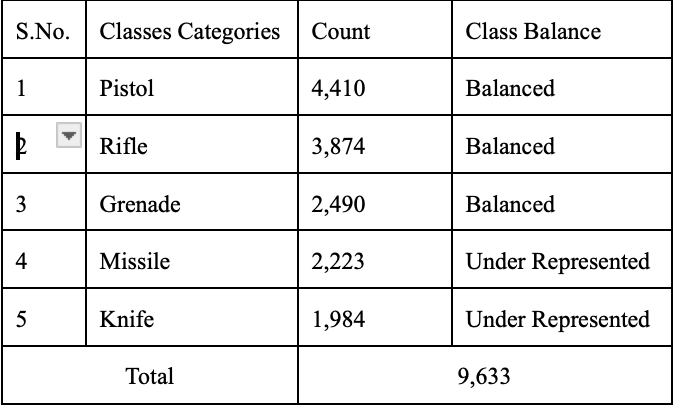 S.No. Classes Categories Count Class Balance
1 Pistol 4,410 Balanced
2 Rifle 3,874 Balanced
3 Grenade 2,490 Balanced
4 Missile 2,223 Under Represented
5 Knife 1,984 Under Represented
Total 9,633